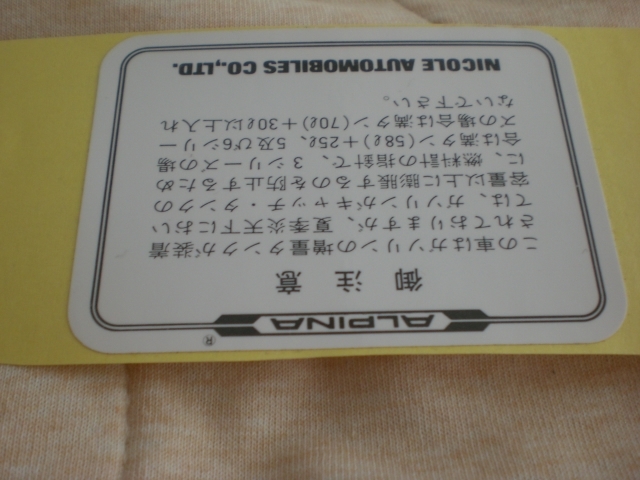 ALPINA®
御 注 意
この車はガソリンの増量タンクが装着
されておりますが、夏季炎天下におい
ては、ガソリンがキャッチ・タンクの
容量以上に膨脹するのを防止するため
に、燃料計の指針で、3シリーズの場
合は満タン(58ℓ)+25ℓ、5及び6シリー
ズの場合は満タン(70ℓ)+30ℓ以上入れ
ないで下さい。
NICOLE AUTOMOBILES CO.,LTD.